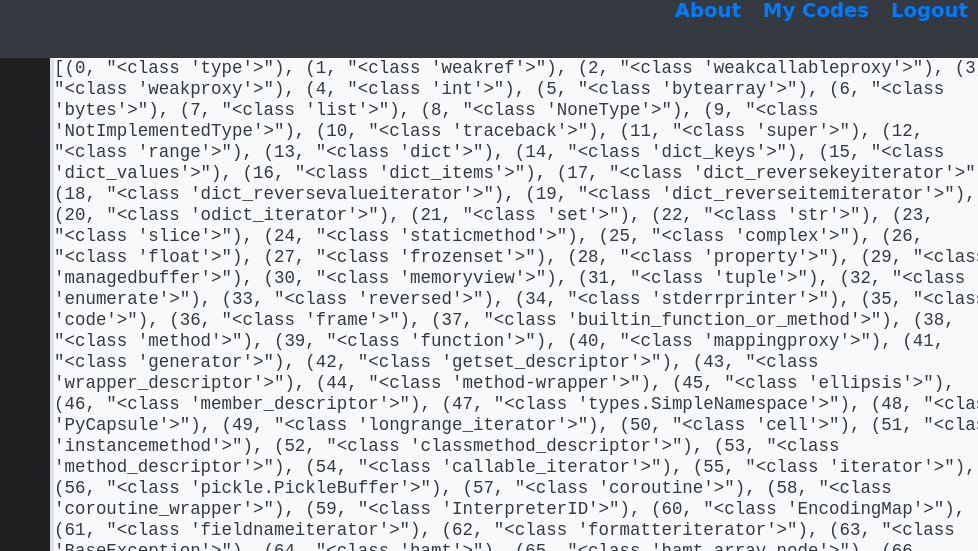 About My Codes Logout
[(0, "<class 'type'>"), (1, "<class 'weakref'>"), (2, "<class 'weakcallableproxy'>"), (3
"<class 'weakproxy'>"), (4, "<class 'int'>"), (5, "<class 'bytearray'>"), (6, "<class
'bytes'>"), (7, "<class 'list'>"), (8, "<class 'NoneType'>"), (9, "<class
'NotImplementedType'>"), (10, "<class 'traceback'>"), (11, "<class 'super'>"), (12,
"<class 'range'>"), (13, "<class 'dict'>"), (14, "<class 'dict_keys'>"), (15, "<class
'dict_values'>"), (16, "<class 'dict_items'>"), (17, "<class 'dict_reversekeyiterator'>"
(18, "<class 'dict_reversevalueiterator'>"), (19, "<class 'dict_reverseitemiterator'>"),
(20, "<class 'odict_iterator'>"), (21, "<class 'set'>"), (22, "<class 'str'>"), (23,
"<class 'slice'>"), (24, "<class 'staticmethod'>"), (25, "<class 'complex'>"), (26,
"<class 'float'>"), (27, "<class 'frozenset'>"), (28, "<class 'property'>"), (29, "<clas
'managedbuffer'>"), (30, "<class 'memoryview'>"), (31, "<class 'tuple'>"), (32, "<class
'enumerate'>"), (33, "<class 'reversed'>"), (34, "<class 'stderrprinter'>"), (35, "<clas
'code'>"), (36, "<class 'frame'>"), (37, "<class 'builtin_function_or_method'>"), (38,
"<class 'method'>"), (39, "<class 'function'>"), (40, "<class 'mappingproxy'>"), (41,
"<class 'generator'>"), (42, "<class 'getset_descriptor'>"), (43, "<class
'wrapper_descriptor'>"), (44, "<class 'method-wrapper'>"), (45, "<class 'ellipsis'>"),
(46, "<class 'member_descriptor'>"), (47, "<class 'types.SimpleNamespace'>"), (48, "<clas
'PyCapsule'>"), (49, "<class 'longrange_iterator'>"), (50, "<class 'cell'>"), (51, "<clas
'instancemethod'>"), (52, "<class 'classmethod_descriptor'>"), (53, "<class
'method_descriptor'>"), (54, "<class 'callable_iterator'>"), (55, "<class 'iterator'>"),
(56, "<class 'pickle.PickleBuffer'>"), (57, "<class 'coroutine'>"), (58, "<class
'coroutine_wrapper'>"), (59, "<class 'InterpreterID'>"), (60, "<class 'EncodingMap'>"),
(61, "<class 'fieldnameiterator'>"), (62, "<class 'formatteriterator'>"), (63, "<class
'BaseException'>"), (64, "<class 'hamt'>"), (65, "<class 'hamt_array_node'>"), (66